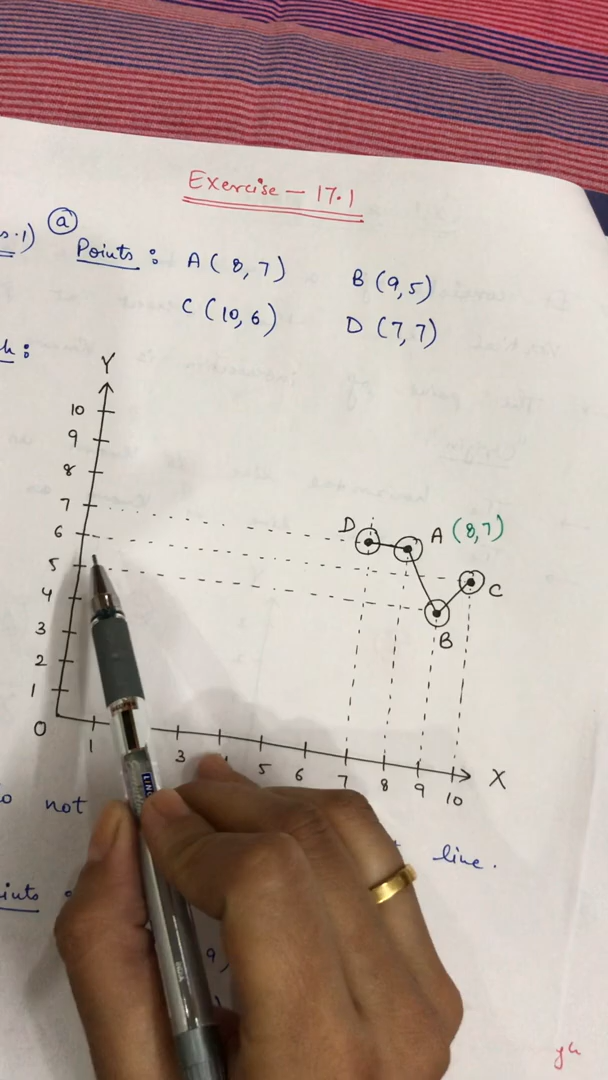 Exercise – 17.1
(a)
Points : A(8,7) B(9,5)
C(10,6) D(7,7)
Y
10
9
8
7
6
5
4
3
2
1
0
D A (8,7)
C
B
1 3 5 6 7 8 9 10 X
not
line.
9,